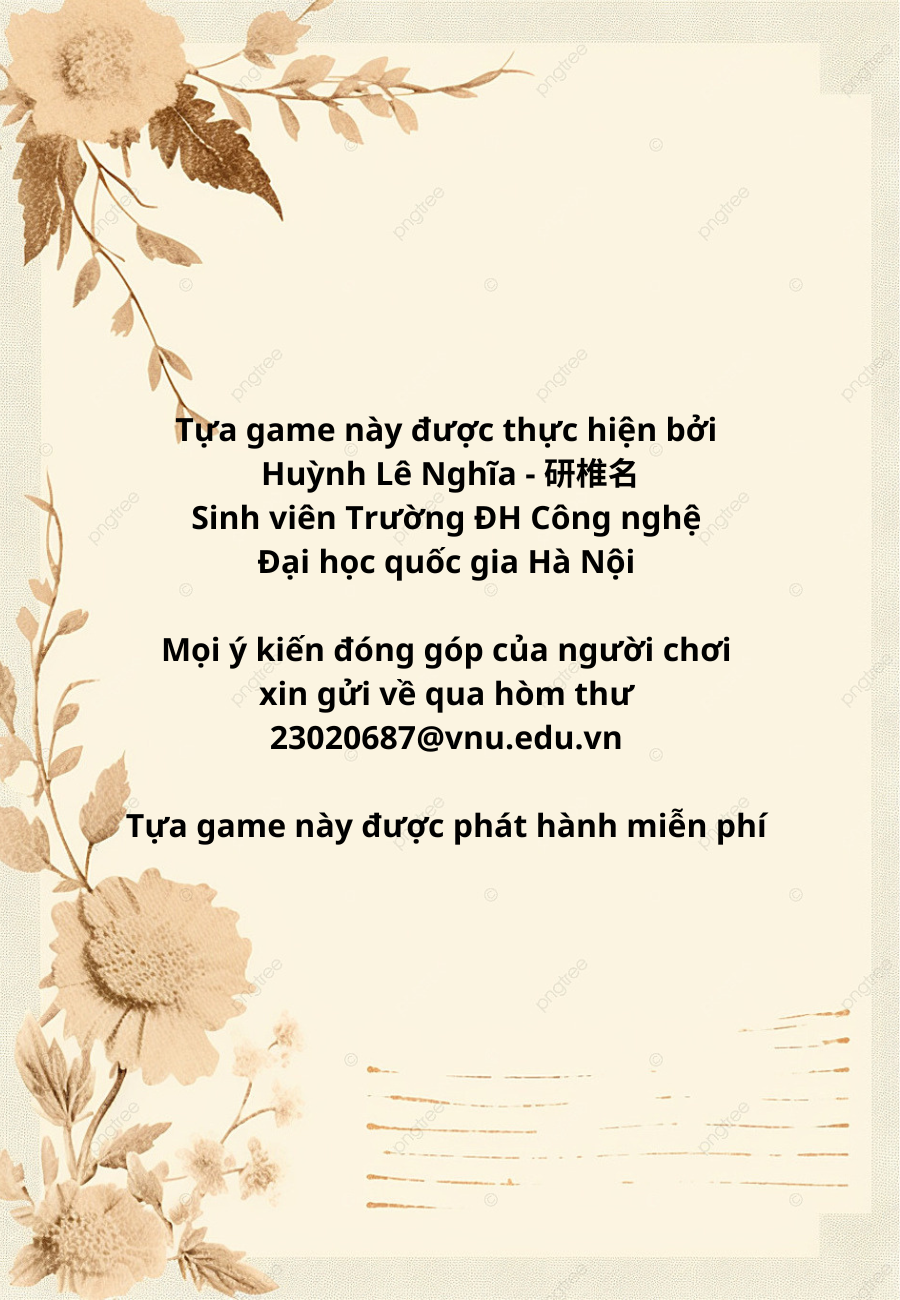 Tựa game này được thực hiện bởi
Huỳnh Lê Nghĩa - 研椎名
Sinh viên Trường ĐH Công nghệ
Đại học quốc gia Hà Nội
Mọi ý kiến đóng góp của người chơi
xin gửi về qua hòm thư
23020687@vnu.edu.vn
Tựa game này được phát hành miễn phí